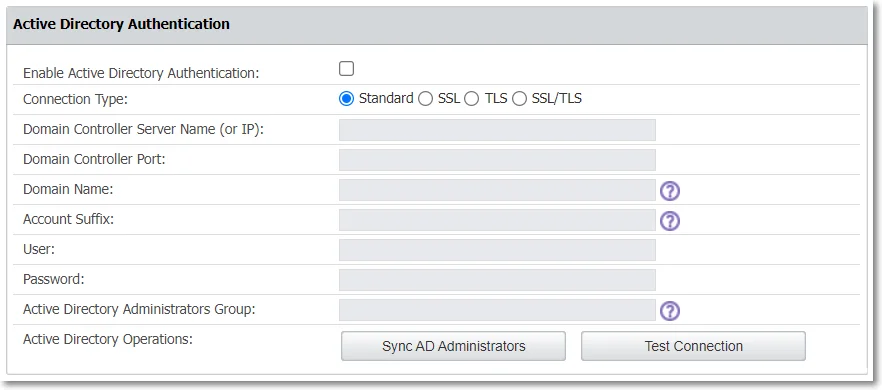 Active Directory Authentication
Enable Active Directory Authentication:
Connection Type: Standard SSL TLS SSL/TLS
Domain Controller Server Name (or IP):
Domain Controller Port:
Domain Name: ?
Account Suffix: ?
User:
Password:
Active Directory Administrators Group: ?
Active Directory Operations: Sync AD Administrators Test Connection